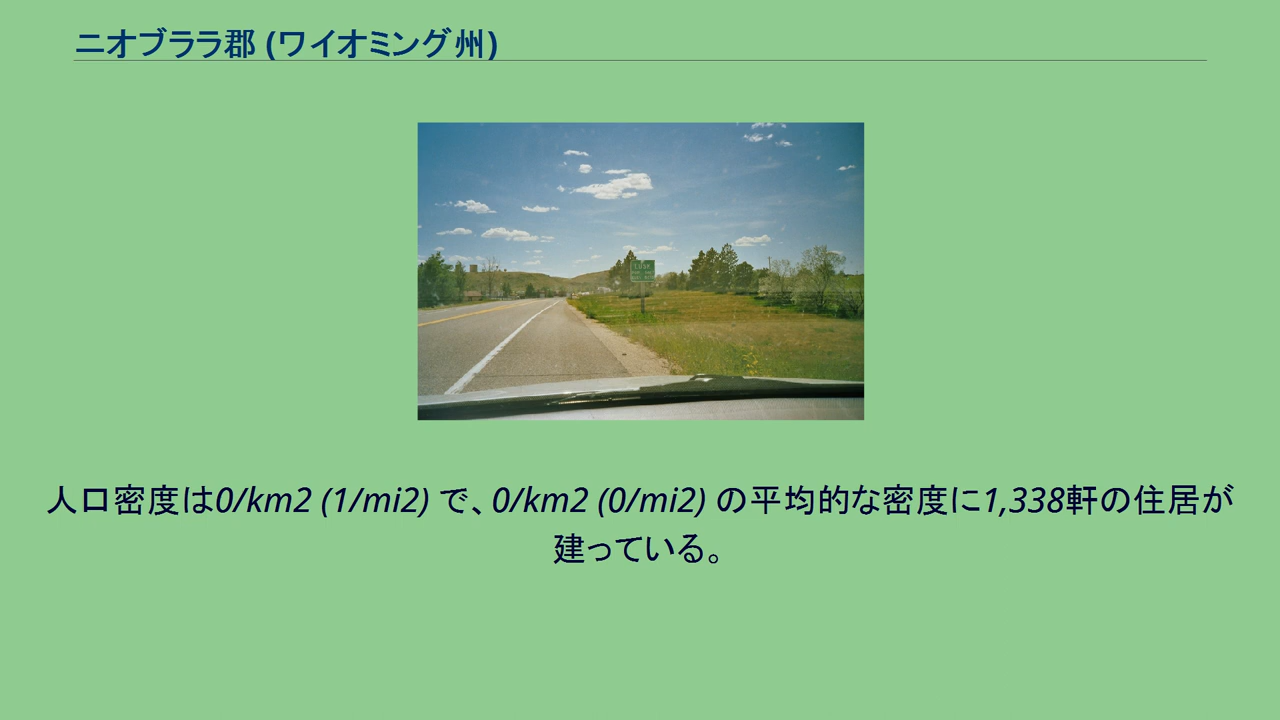 ニオブララ郡 (ワイオミング州)
人口密度は0/km2 (1/mi2) で、0/km2 (0/mi2) の平均的な密度に1,338軒の住居が
建っている。